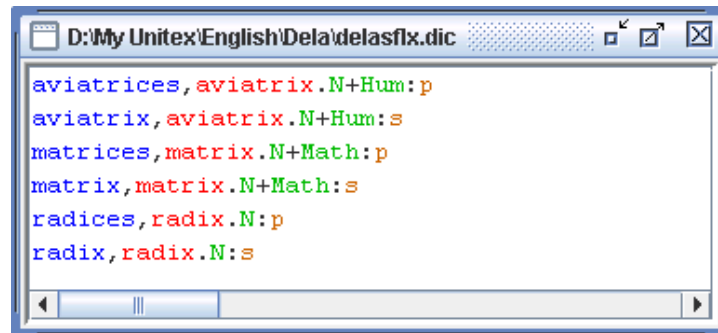 D:\My Unitex\English\Dela\delasflx.dic
aviatrices,aviatrix.N+Hum:p
aviatrix,aviatrix.N+Hum:s
matrices,matrix.N+Math:p
matrix,matrix.N+Math:s
radices,radix.N:p
radix,radix.N:s